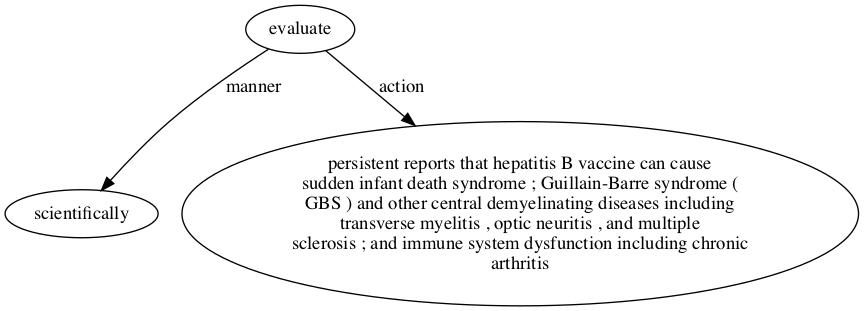 evaluate
manner
action
scientifically
persistent reports that hepatitis B vaccine can cause
sudden infant death syndrome ; Guillain-Barre syndrome (
GBS ) and other central demyelinating diseases including
transverse myelitis , optic neuritis , and multiple
sclerosis ; and immune system dysfunction including chronic
arthritis